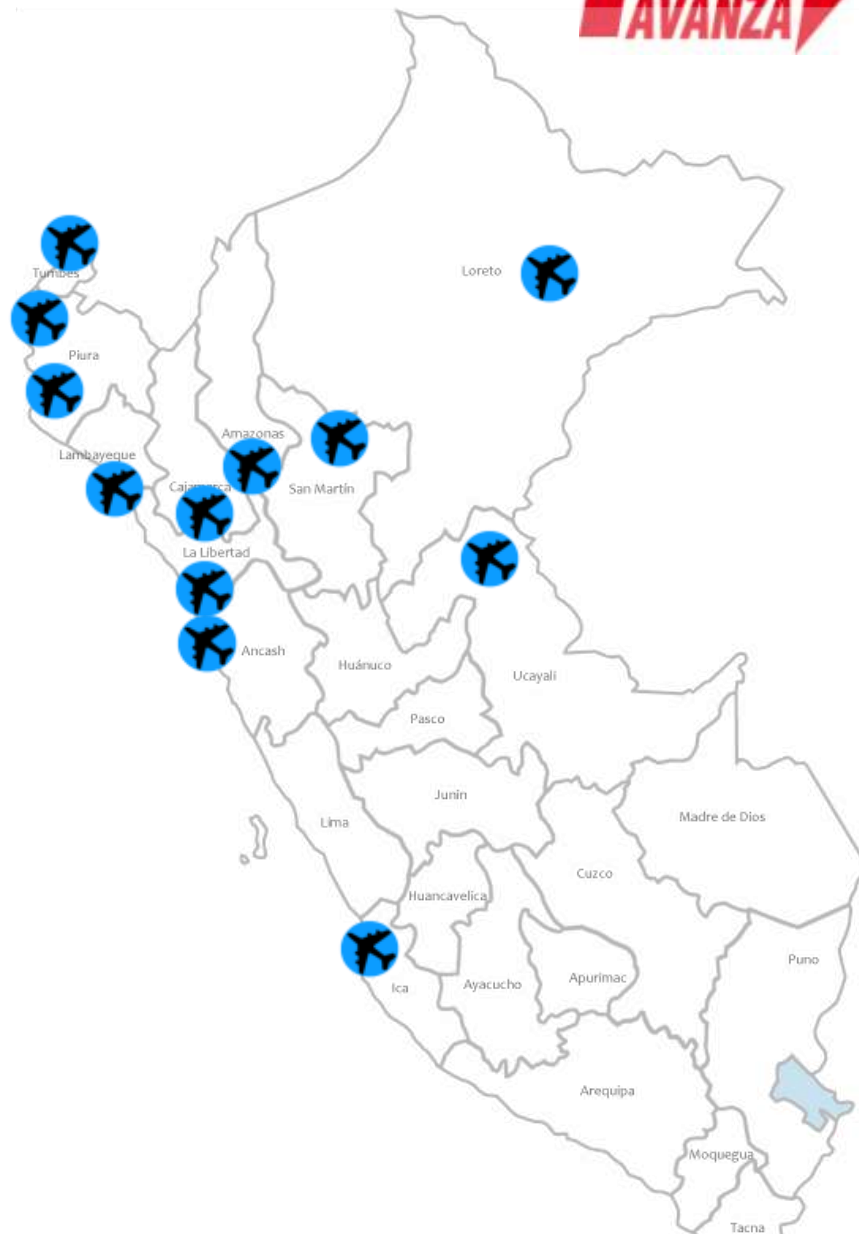 AVANZA
Loreto
Tumbes
Piura
Amazonas
Lambayeque
Cajamarca
San Martín
La Libertad
Ancash
Huánuco
Ucayali
Pasco
Junín
Madre de Dios
Lima
Cuzco
Huancavelica
Puno
Ayacucho
Apurimac
Ica
Arequipa
Moquegua
Tacna